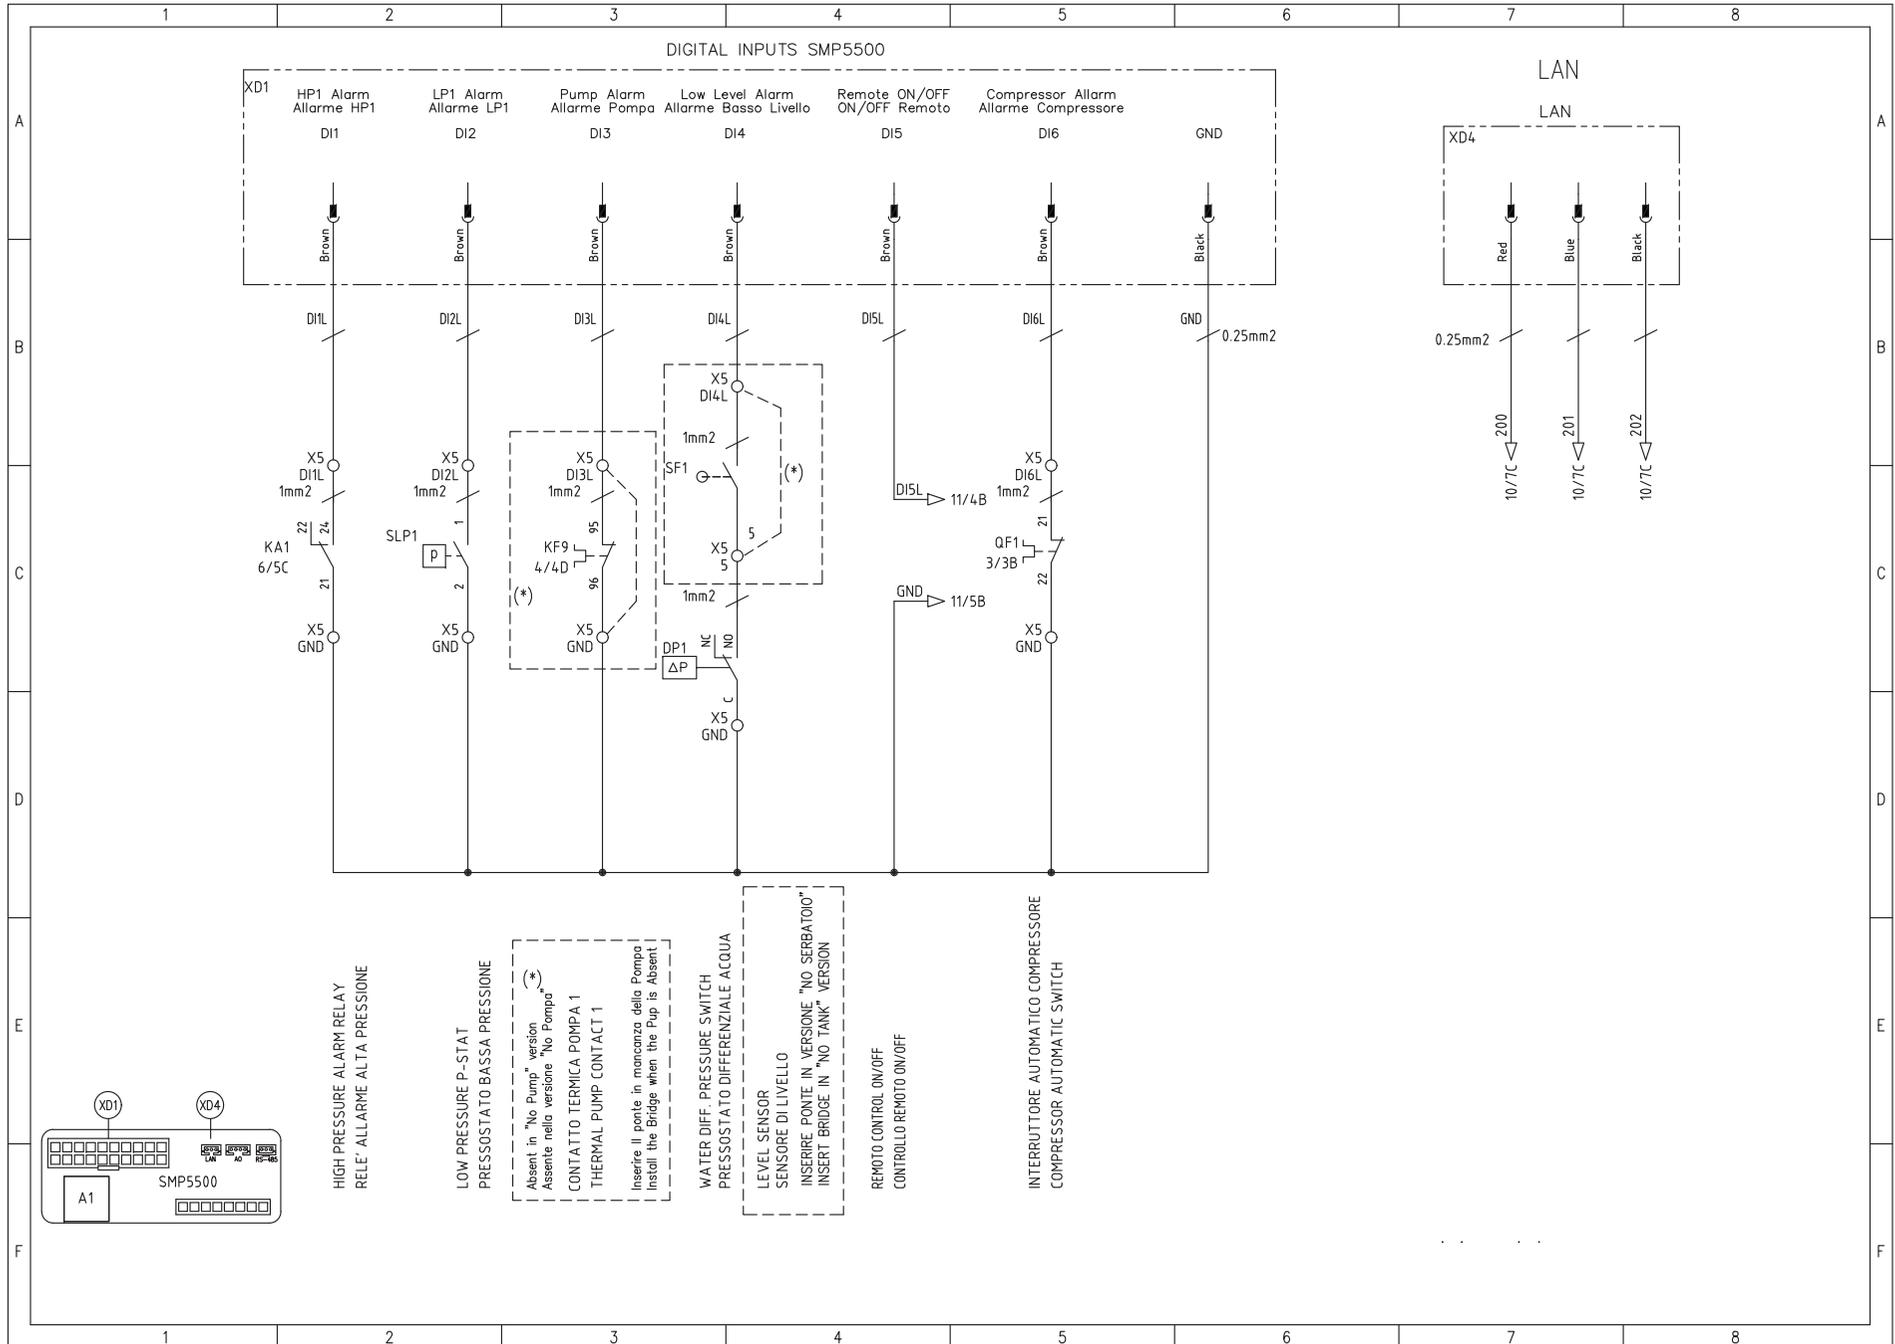 1 2 3 4 5 6 7 8
DIGITAL INPUTS SMP5500
LAN
XD1
HP1 Alarm
Allarme HP1
DI1
LP1 Alarm
Allarme LP1
DI2
Pump Alarm
Allarme Pompa
DI3
Low Level Alarm
Allarme Basso Livello
DI4
Remote ON/OFF
ON/OFF Remoto
DI5
Compressor Allarm
Allarme Compressore
DI6
GND
LAN
XD4
A
A
Brown
Brown
Brown
Brown
Brown
Brown
Black
Red
Blue
Black
DI1L
DI2L
DI3L
DI4L
DI5L
DI6L
GND
0.25mm2
0.25mm2
B
B
X5
DI4L
1mm2
SF1
(*)
5
X5
5
1mm2
200
201
202
10/7C
10/7C
10/7C
X5
DI1L
1mm2
22
24
KA1
6/5C
21
X5
GND
X5
DI2L
1mm2
1
SLP1
P
2
X5
GND
X5
DI3L
1mm2
95
KF9
4/4D
96
(*)
X5
GND
NC
NO
DP1
ΔP
C
X5
GND
DI5L
11/4B
GND
11/5B
X5
DI6L
1mm2
21
QF1
3/3B
22
X5
GND
C
C
D
D
HIGH PRESSURE ALARM RELAY
RELE' ALLARME ALTA PRESSIONE
LOW PRESSURE P-STAT
PRESSOSTATO BASSA PRESSIONE
(*)
Absent in "No Pump" version
Assente nella versione "No Pompa"
CONTATTO TERMICA POMPA 1
THERMAL PUMP CONTACT 1
Inserire Il ponte in mancanza della Pompa
Install the Bridge when the Pup is Absent
WATER DIFF. PRESSURE SWITCH
PRESSOSTATO DIFFERENZIALE ACQUA
LEVEL SENSOR
SENSORE DI LIVELLO
INSERIRE PONTE IN VERSIONE "NO SERBATOIO"
INSERT BRIDGE IN "NO TANK" VERSION
REMOTO CONTROL ON/OFF
CONTROLLO REMOTO ON/OFF
INTERRUTTORE AUTOMATICO COMPRESSORE
COMPRESSOR AUTOMATIC SWITCH
E
E
XD1
XD4
LAN
AO
RS-485
SMP5500
A1
F
F
1 2 3 4 5 6 7 8